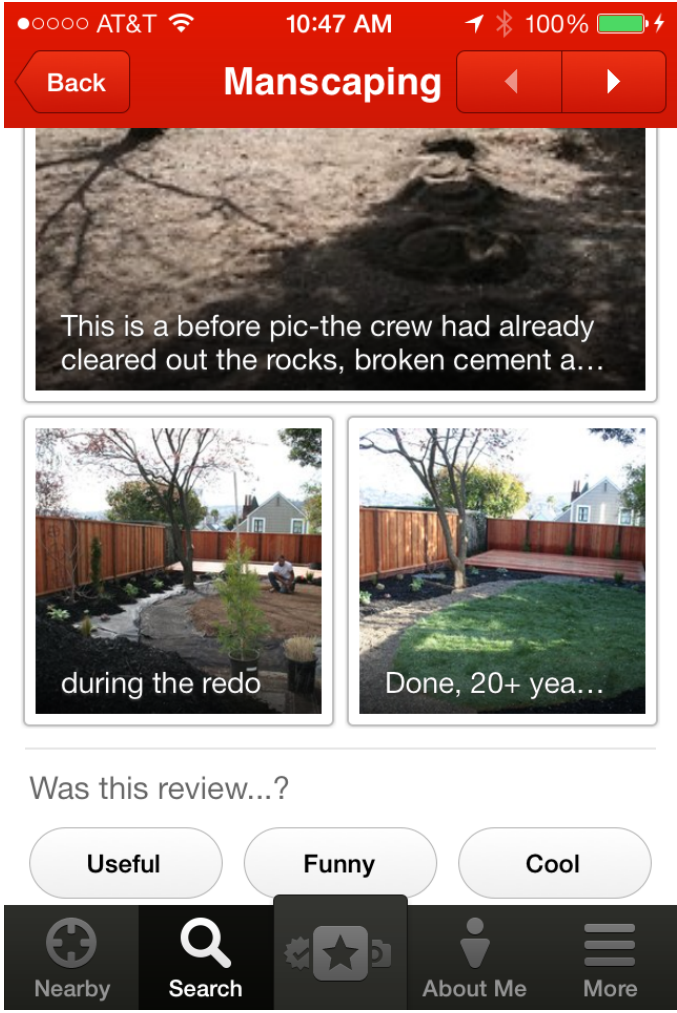 AT&T 10:47 AM 100%
Back Manscaping
This is a before pic-the crew had already
cleared out the rocks, broken cement a...
during the redo
Done, 20+ yea...
Was this review...?
Useful Funny Cool
Nearby Search About Me More